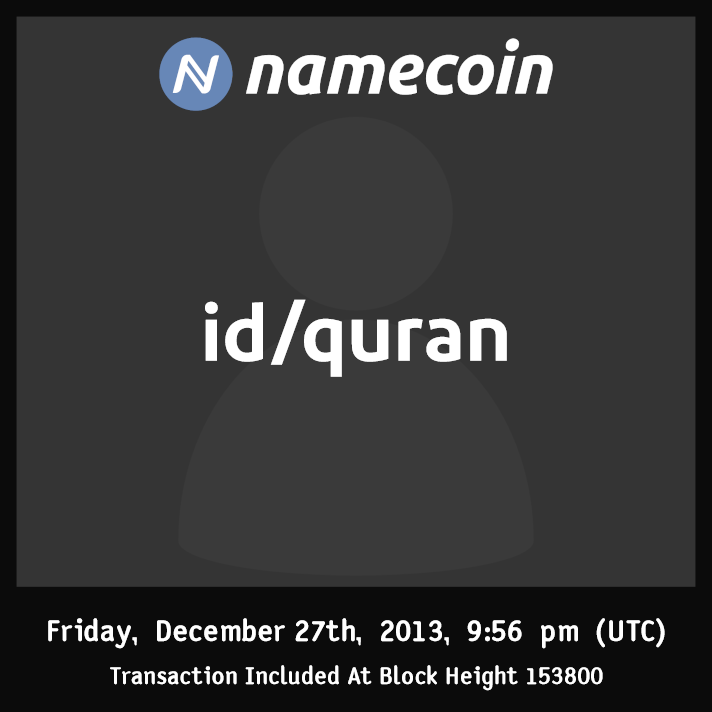 namecoin
id/quran
Friday, December 27th, 2013, 9:56 pm (UTC)
Transaction Included At Block Height 153800